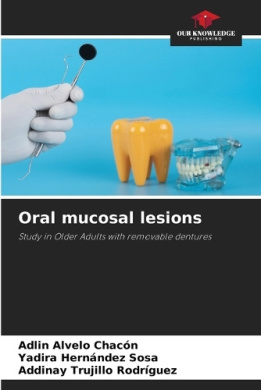 OUR KNOWLEDGE
PUBLISHING
Oral mucosal lesions
Study in Older Adults with removable dentures
Adlin Alvelo Chacón
Yadira Hernández Sosa
Addinay Trujillo Rodríguez